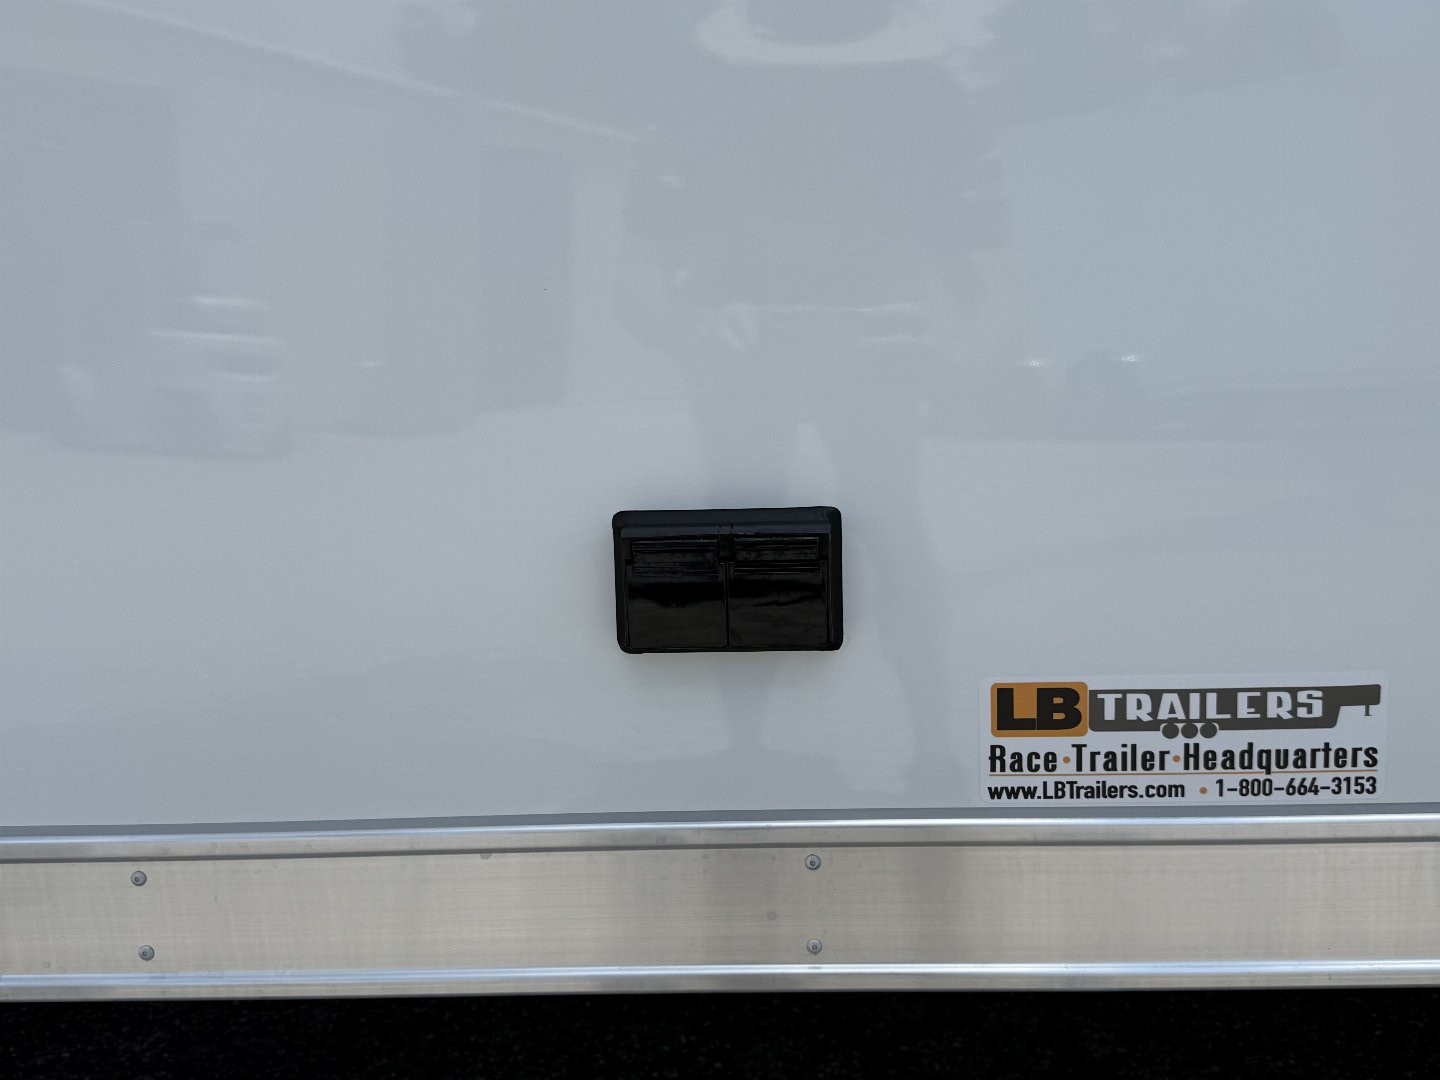 LB TRAILERS
Race • Trailer • Headquarters
www.LBTrailers.com • 1-800-664-3153